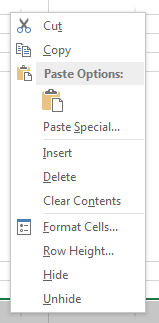 Cut
Copy
Paste Options:
Paste Special...
Insert
Delete
Clear Contents
Format Cells...
Row Height...
Hide
Unhide